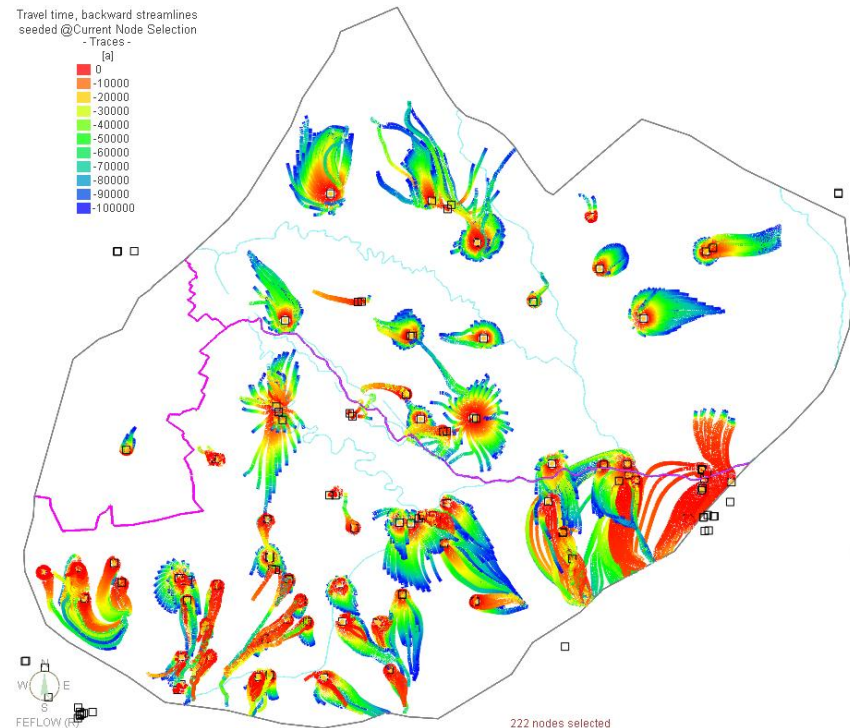 Travel time, backward streamlines
seeded @Current Node Selection
- Traces -
[a]
0
-10000
-20000
-30000
-40000
-50000
-60000
-70000
-80000
-90000
-100000
N
W E
S
FEFLOW (R)
222 nodes selected